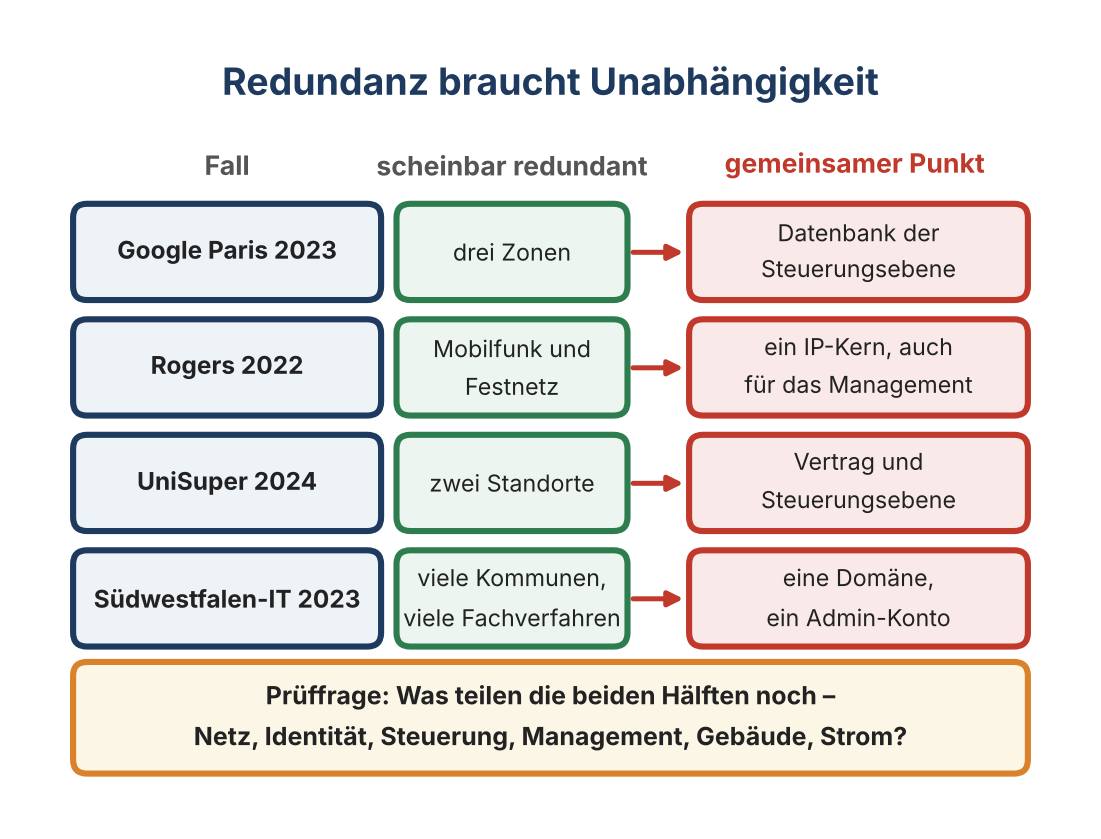 Redundanz braucht Unabhängigkeit
Fall
scheinbar redundant
gemeinsamer Punkt
Google Paris 2023
drei Zonen
Datenbank der
Steuerungsebene
Rogers 2022
Mobilfunk und
Festnetz
ein IP-Kern, auch
für das Management
UniSuper 2024
zwei Standorte
Vertrag und
Steuerungsebene
Südwestfalen-IT 2023
viele Kommunen,
viele Fachverfahren
eine Domäne,
ein Admin-Konto
Prüffrage: Was teilen die beiden Hälften noch –
Netz, Identität, Steuerung, Management, Gebäude, Strom?